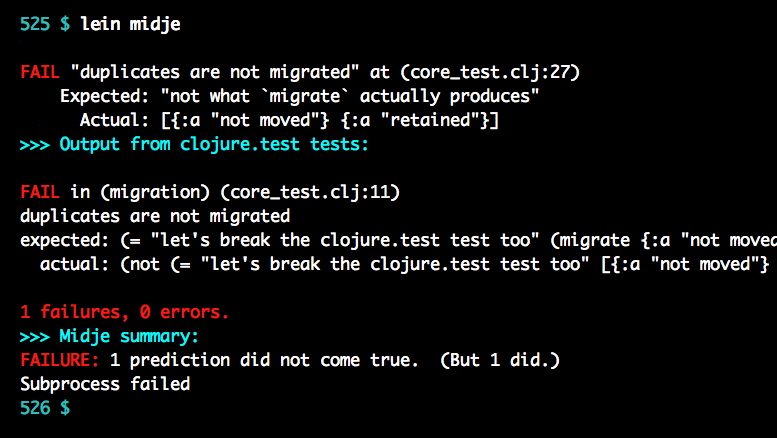 525 $ lein midje
FAIL "duplicates are not migrated" at (core_test.clj:27)
Expected: "not what `migrate` actually produces"
Actual: [{:a "not moved"} {:a "retained"}]
>>> Output from clojure.test tests:
FAIL in (migration) (core_test.clj:11)
duplicates are not migrated
expected: (= "let's break the clojure.test test too" (migrate {:a "not moved
actual: (not (= "let's break the clojure.test test too" [{:a "not moved"}
1 failures, 0 errors.
>>> Midje summary:
FAILURE: 1 prediction did not come true.  (But 1 did.)
Subprocess failed
526 $